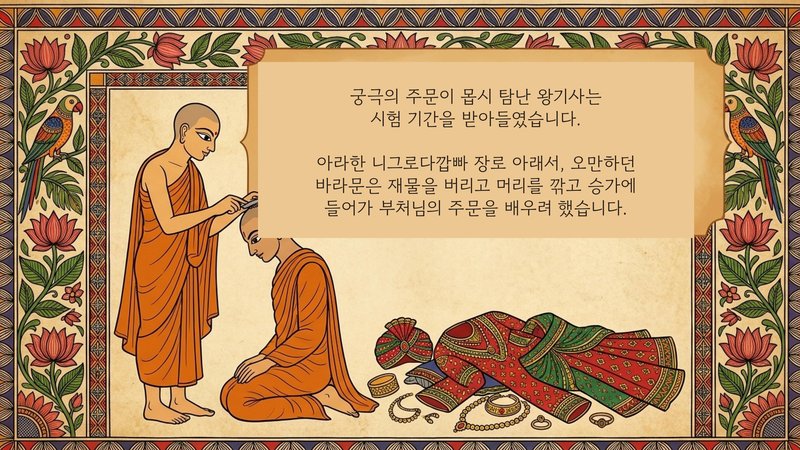 궁극의 주문이 몹시 탐난 왕기사는
시험 기간을 받아들였습니다.
아라한 니그로다깝빠 장로 아래서, 오만하던
바라문은 재물을 버리고 머리를 깎고 승가에
들어가 부처님의 주문을 배우려 했습니다.